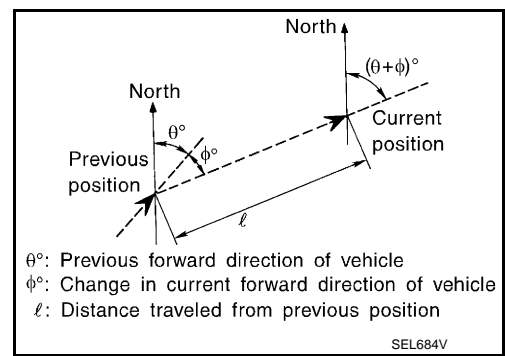 North
(θ+ϕ)°
North
θ°
ϕ°
Current
position
Previous
position
ℓ
θ°: Previous forward direction of vehicle
ϕ°: Change in current forward direction of vehicle
ℓ: Distance traveled from previous position
SEL684V